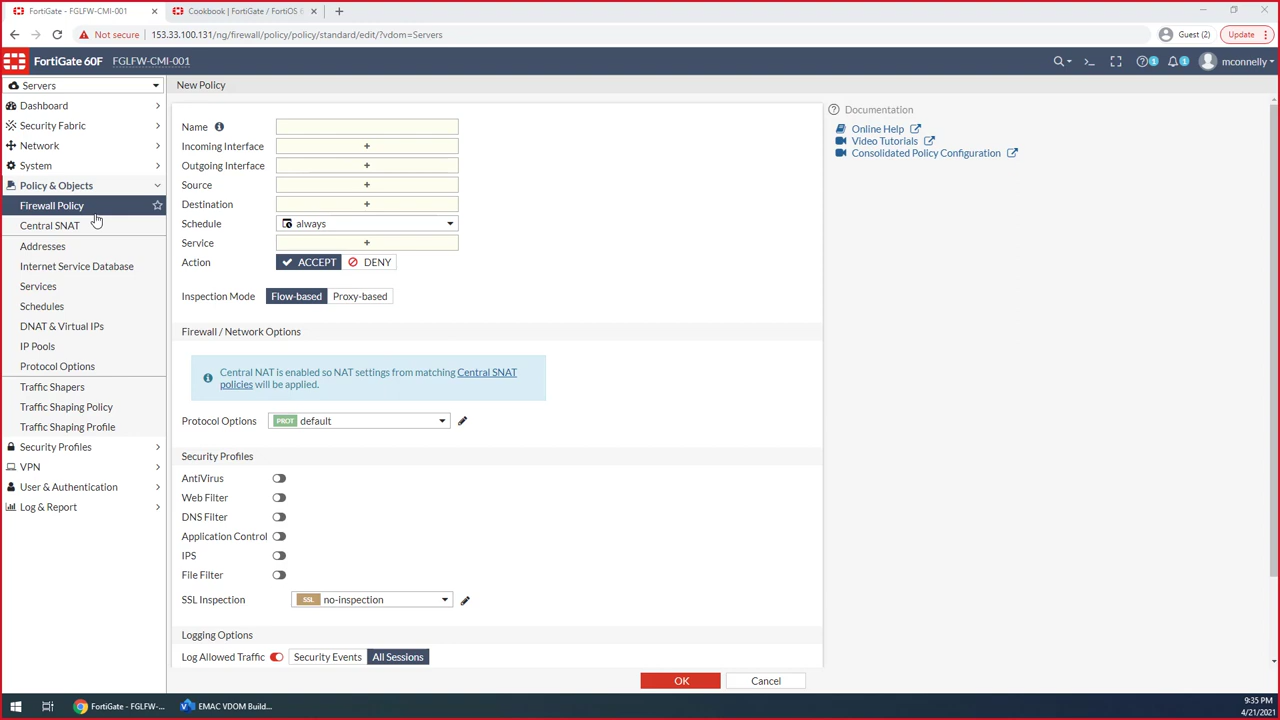 FortiGate - FGLFW-CMI-001
Cookbook | FortiGate / FortiOS 6
Not secure
153.33.100.131/ng/firewall/policy/policy/standard/edit/?vdom=Servers
Guest (2)
Update
FortiGate 60F
FGLFW-CMI-001
1
1
mconnelly
Servers
Dashboard
Security Fabric
Network
System
Policy & Objects
Firewall Policy
Central SNAT
Addresses
Internet Service Database
Services
Schedules
DNAT & Virtual IPs
IP Pools
Protocol Options
Traffic Shapers
Traffic Shaping Policy
Traffic Shaping Profile
Security Profiles
VPN
User & Authentication
Log & Report
New Policy
Name
Incoming Interface
Outgoing Interface
Source
Destination
Schedule always
Service
Action ACCEPT DENY
Inspection Mode Flow-based Proxy-based
Firewall / Network Options
Central NAT is enabled so NAT settings from matching Central SNAT
policies will be applied.
Protocol Options PROT default
Security Profiles
AntiVirus
Web Filter
DNS Filter
Application Control
IPS
File Filter
SSL Inspection SSL no-inspection
Logging Options
Log Allowed Traffic Security Events All Sessions
OK Cancel
Documentation
Online Help
Video Tutorials
Consolidated Policy Configuration
FortiGate - FGLFW-...
EMAC VDOM Build...
9:35 PM
4/21/2021